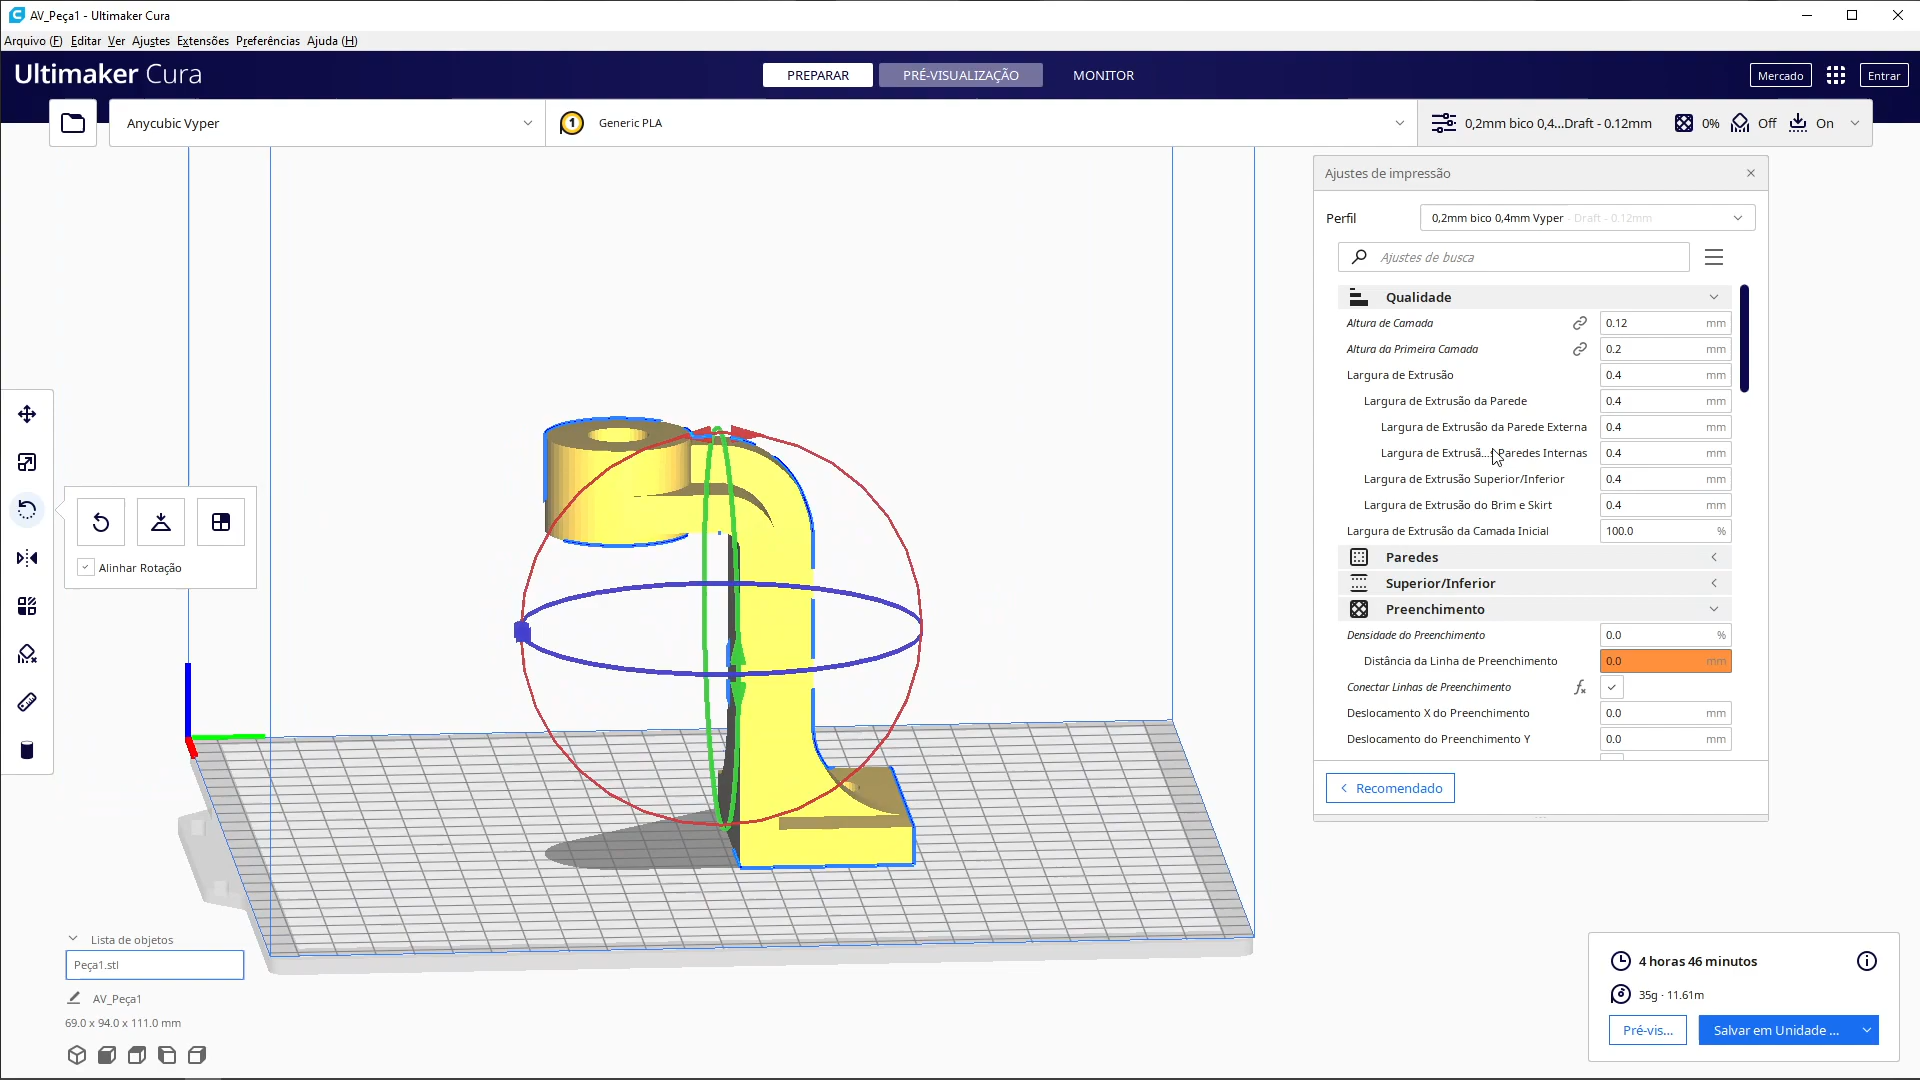 AV_Peça1 - Ultimaker Cura
Arquivo (F) Editar Ver Ajustes Extensões Preferências Ajuda (H)
Ultimaker Cura
PREPARAR
PRÉ-VISUALIZAÇÃO
MONITOR
Mercado
Entrar
Anycubic Vyper
1
Generic PLA
0,2mm bico 0,4...Draft - 0.12mm
0%
Off
On
Ajustes de impressão
Perfil
0,2mm bico 0,4mm Vyper - Draft - 0.12mm
Ajustes de busca
Qualidade
Altura de Camada 0.12 mm
Altura da Primeira Camada 0.2 mm
Largura de Extrusão 0.4 mm
Largura de Extrusão da Parede 0.4 mm
Largura de Extrusão da Parede Externa 0.4 mm
Largura de Extrusã...s Paredes Internas 0.4 mm
Largura de Extrusão Superior/Inferior 0.4 mm
Largura de Extrusão do Brim e Skirt 0.4 mm
Largura de Extrusão da Camada Inicial 100.0 %
Paredes
Superior/Inferior
Preenchimento
Densidade do Preenchimento 0.0 %
Distância da Linha de Preenchimento 0.0 mm
Conectar Linhas de Preenchimento
Deslocamento X do Preenchimento 0.0 mm
Deslocamento do Preenchimento Y 0.0 mm
Recomendado
Alinhar Rotação
Lista de objetos
Peça1.stl
AV_Peça1
69.0 x 94.0 x 111.0 mm
4 horas 46 minutos
35g · 11.61m
Pré-vis...
Salvar em Unidade ...